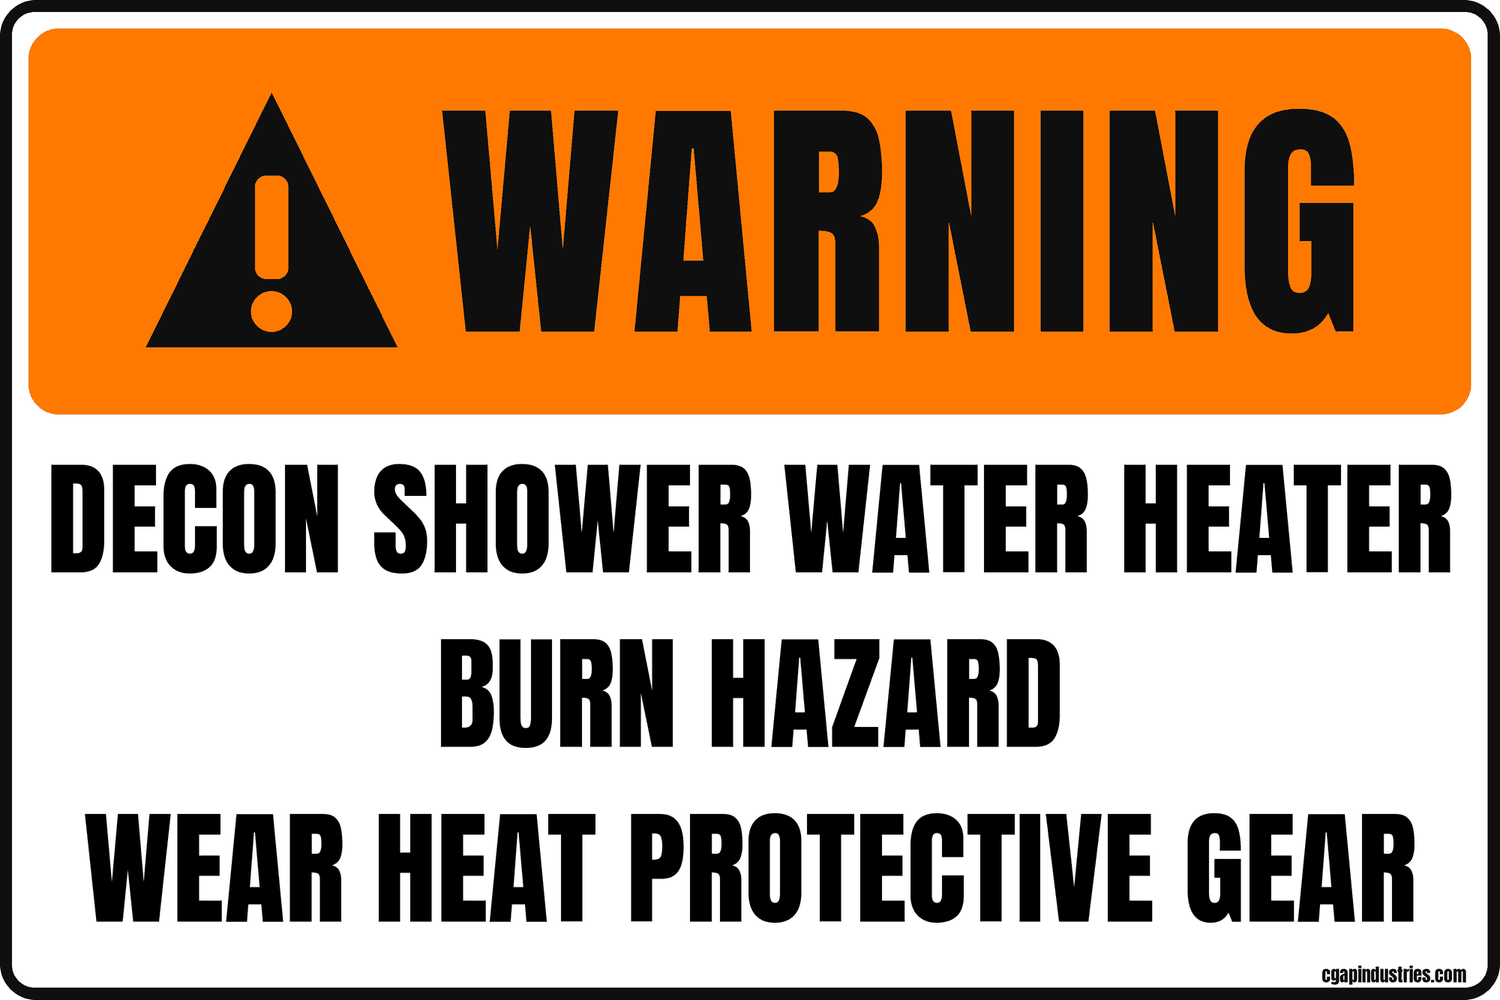 WARNING
DECON SHOWER WATER HEATER
BURN HAZARD
WEAR HEAT PROTECTIVE GEAR
cgapindustries.com